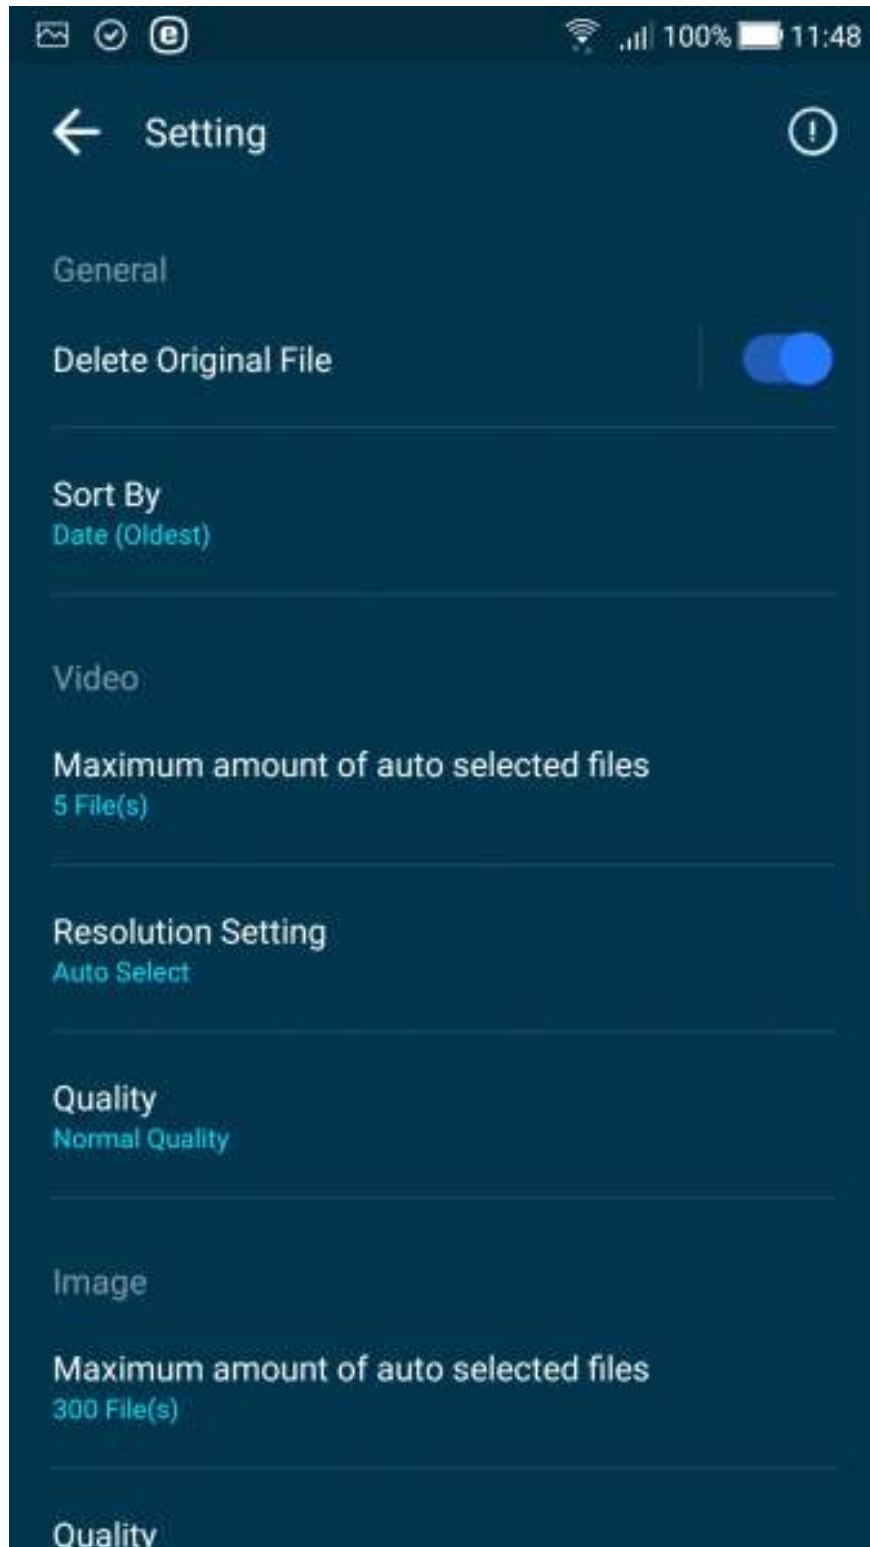 100% 11:48
Setting
General
Delete Original File
Sort By
Date (Oldest)
Video
Maximum amount of auto selected files
5 File(s)
Resolution Setting
Auto Select
Quality
Normal Quality
Image
Maximum amount of auto selected files
300 File(s)
Quality